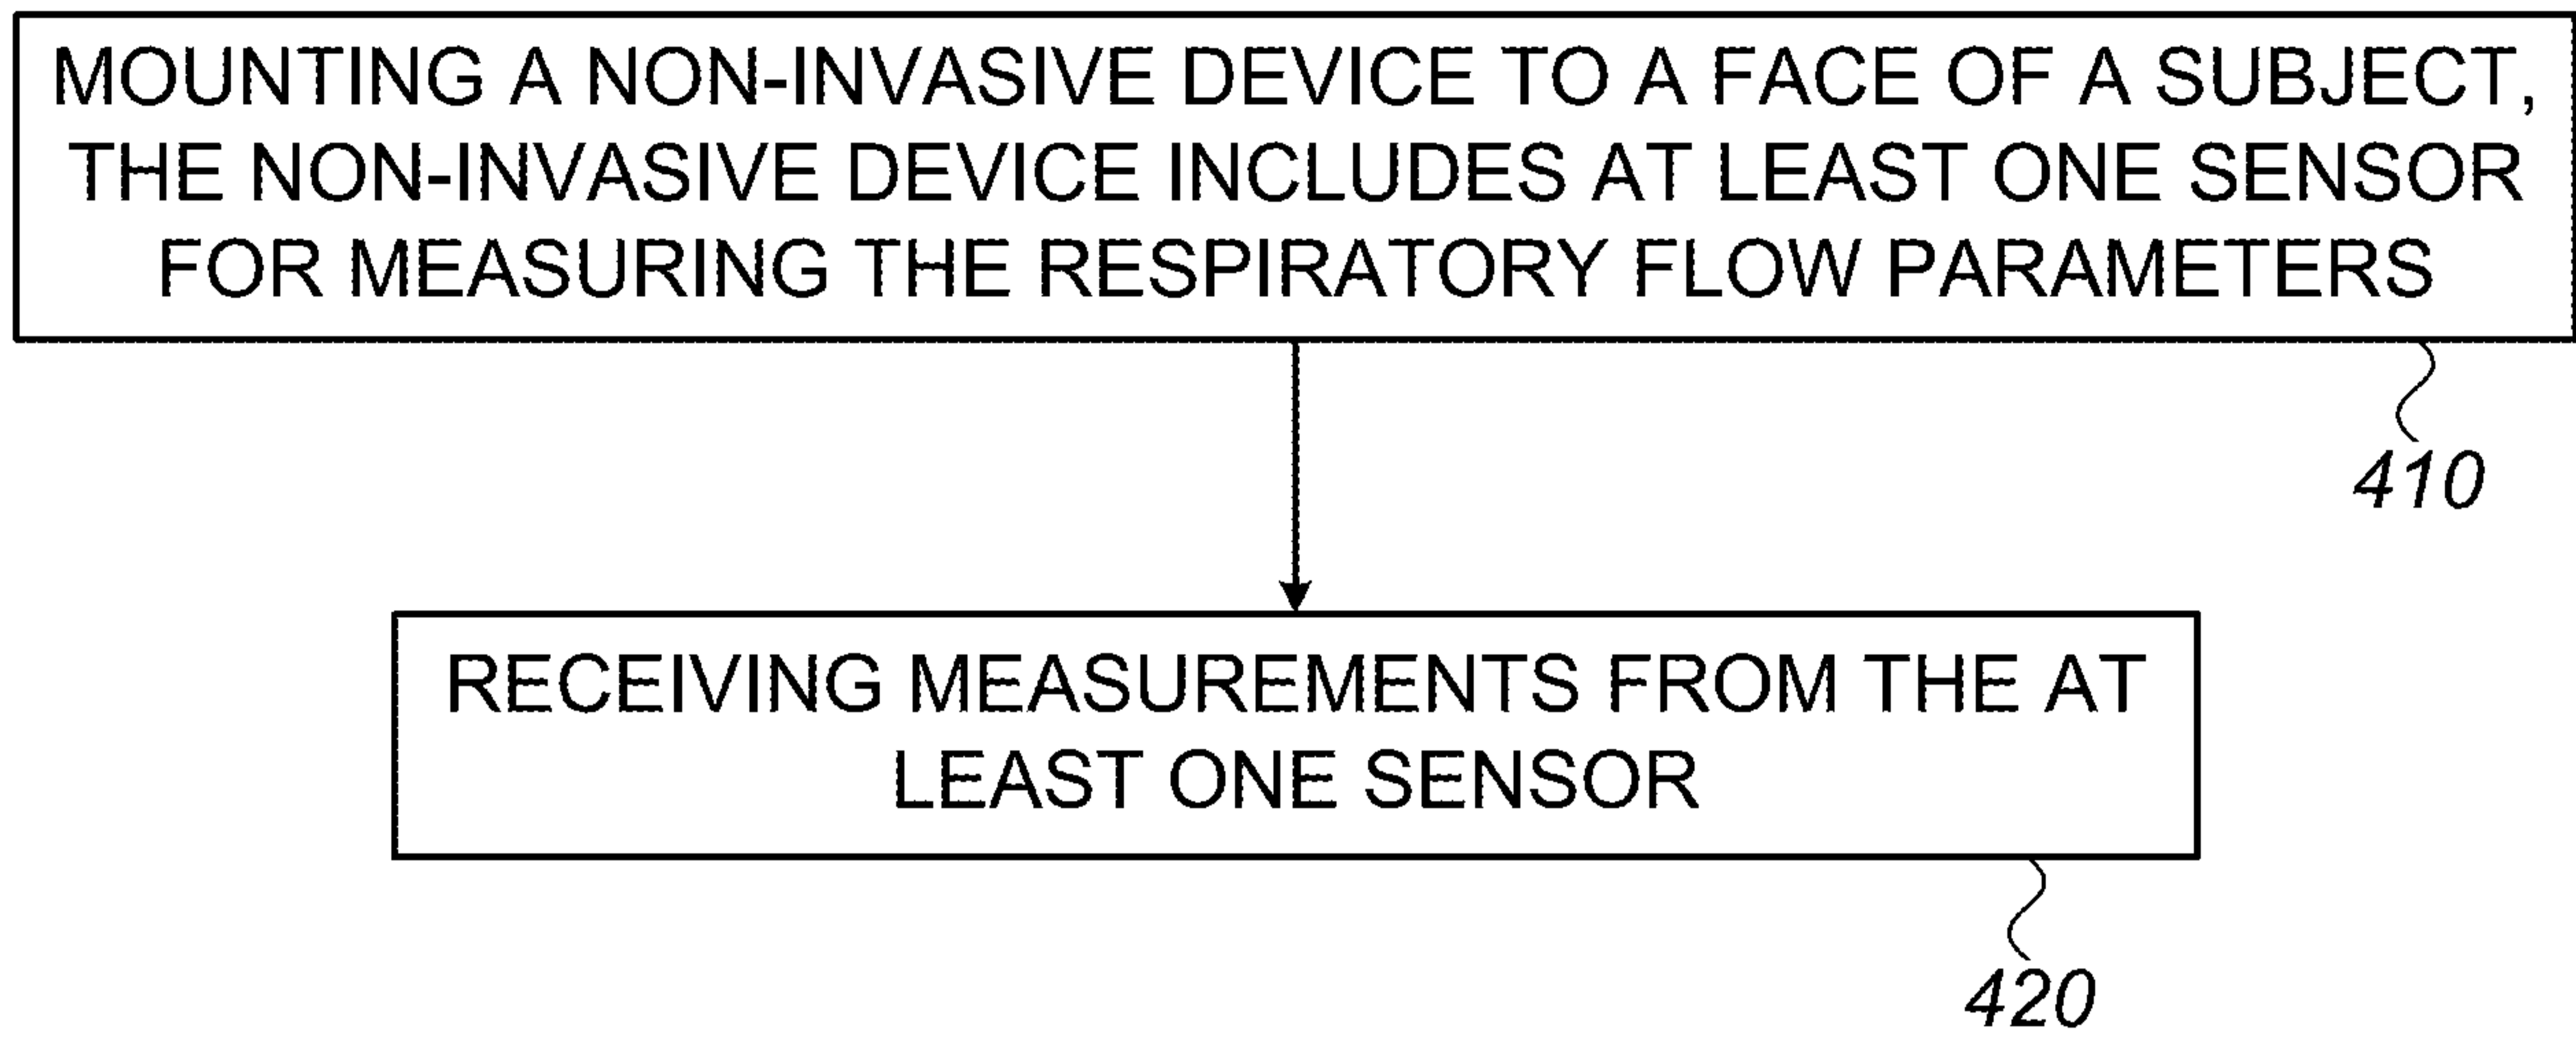 MOUNTING A NON-INVASIVE DEVICE TO A FACE OF A SUBJECT,
THE NON-INVASIVE DEVICE INCLUDES AT LEAST ONE SENSOR
FOR MEASURING THE RESPIRATORY FLOW PARAMETERS
410
RECEIVING MEASUREMENTS FROM THE AT
LEAST ONE SENSOR
420